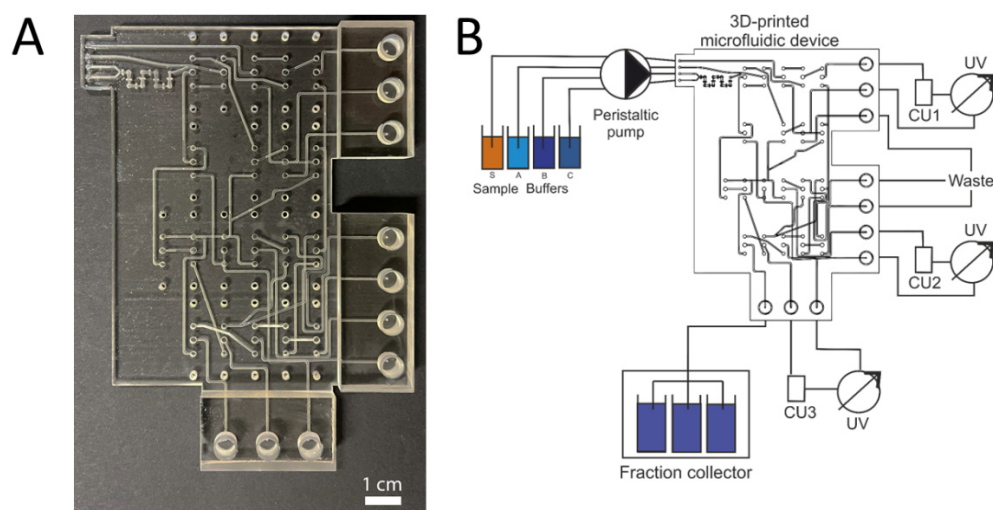 A
1 cm
B
3D-printed
microfluidic device
UV
CU1
Peristaltic
pump
S A B C
Sample Buffers
Waste
UV
CU2
CU3
UV
Fraction collector